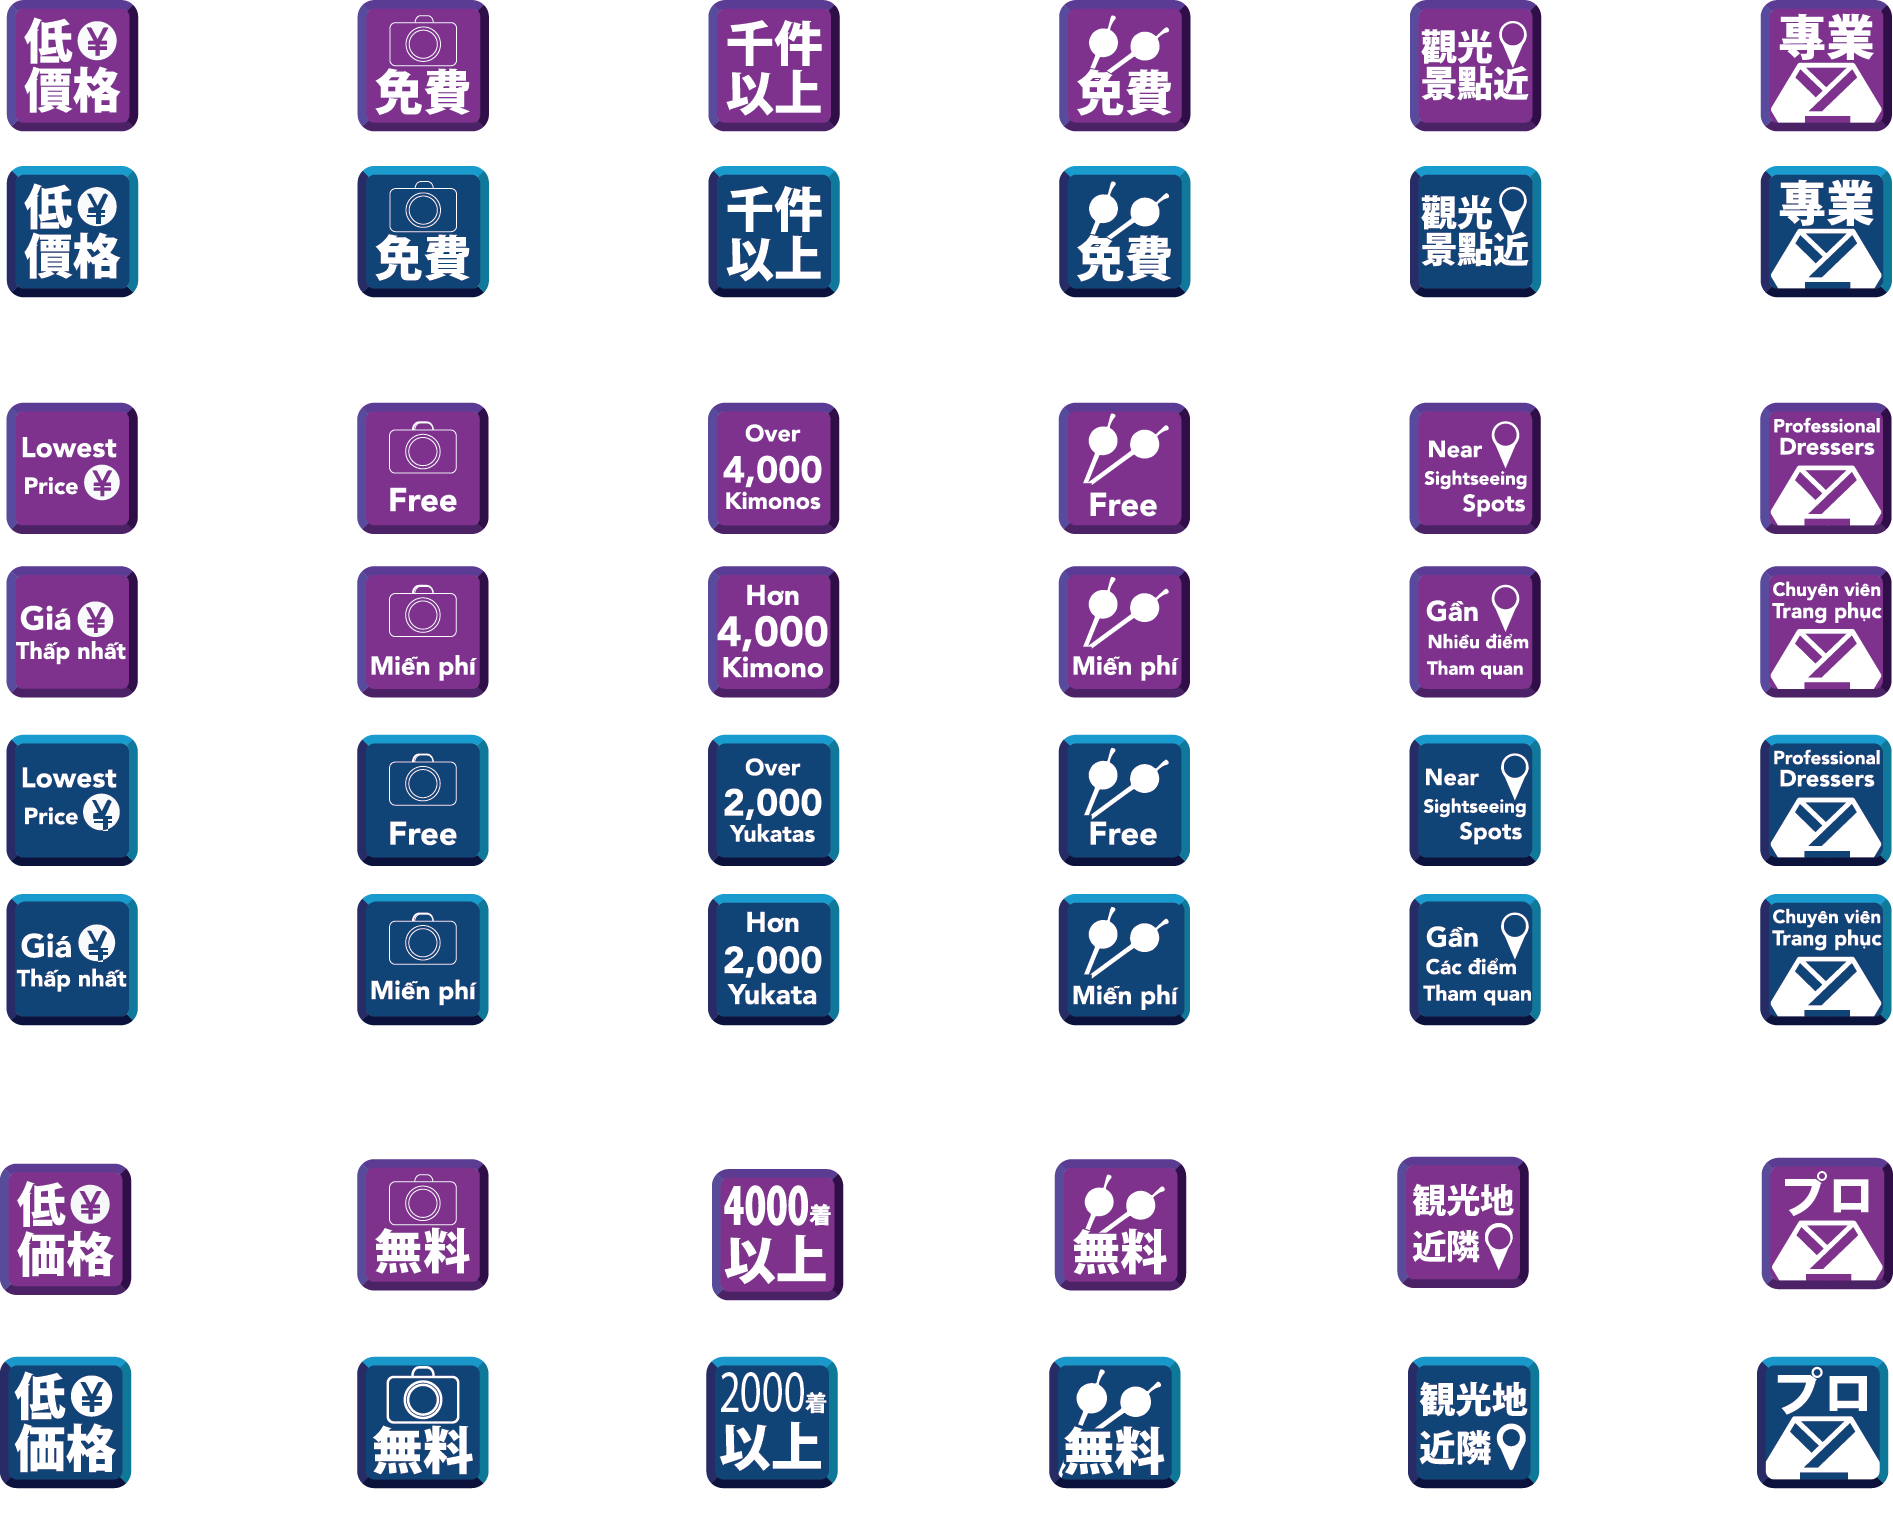 低¥
價格
免費
千件
以上
免費
觀光
景點近
專業
低¥
價格
免費
千件
以上
免費
觀光
景點近
專業
Lowest
Price ¥
Free
Over
4,000
Kimonos
Free
Near
Sightseeing
Spots
Professional
Dressers
Giá ¥
Thấp nhất
Miến phí
Hơn
4,000
Kimono
Miến phí
Gần
Nhiều điểm
Tham quan
Chuyên viên
Trang phục
Lowest
Price ¥
Free
Over
2,000
Yukatas
Free
Near
Sightseeing
Spots
Professional
Dressers
Giá ¥
Thấp nhất
Miến phí
Hơn
2,000
Yukata
Miến phí
Gần
Các điểm
Tham quan
Chuyên viên
Trang phục
低¥
価格
無料
4000着
以上
無料
観光地
近隣
プロ
低¥
価格
無料
2000着
以上
無料
観光地
近隣
プロ